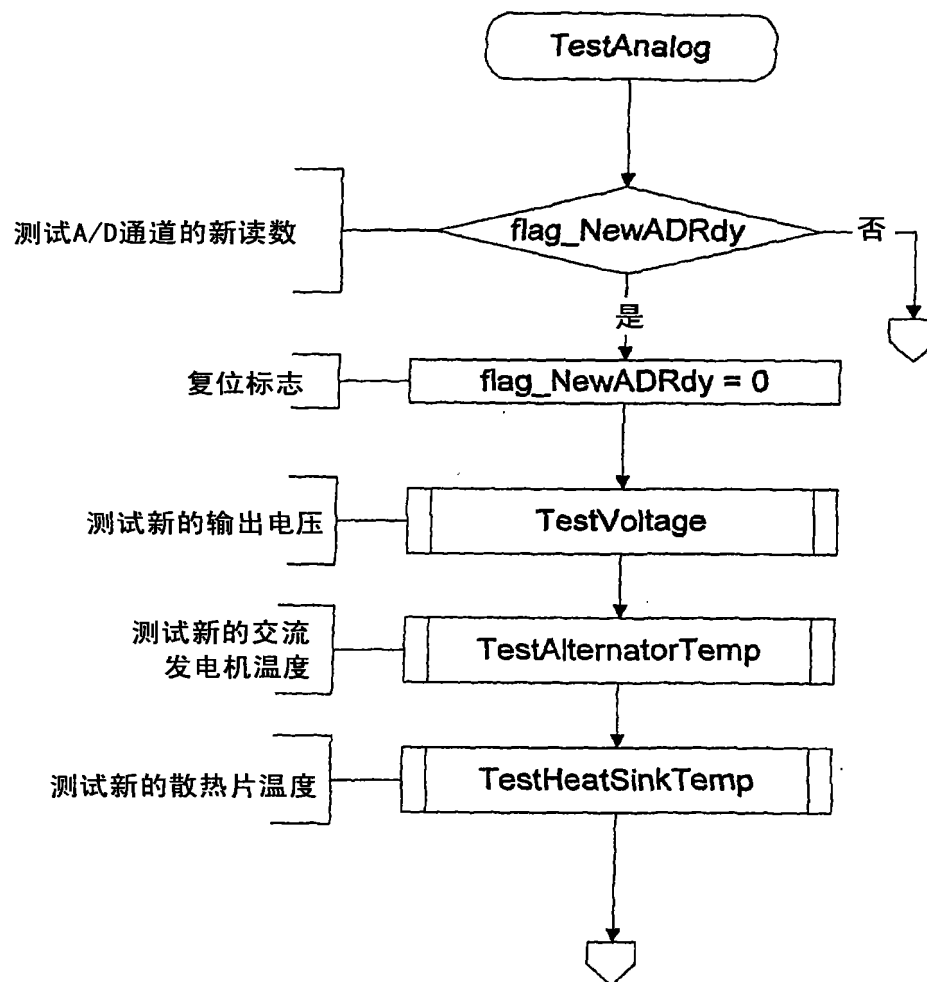 TestAnalog
测试A/D通道的新读数
flag_NewADRdy
否
是
复位标志
flag_NewADRdy = 0
测试新的输出电压
TestVoltage
测试新的交流
发电机温度
TestAlternatorTemp
测试新的散热片温度
TestHeatSinkTemp